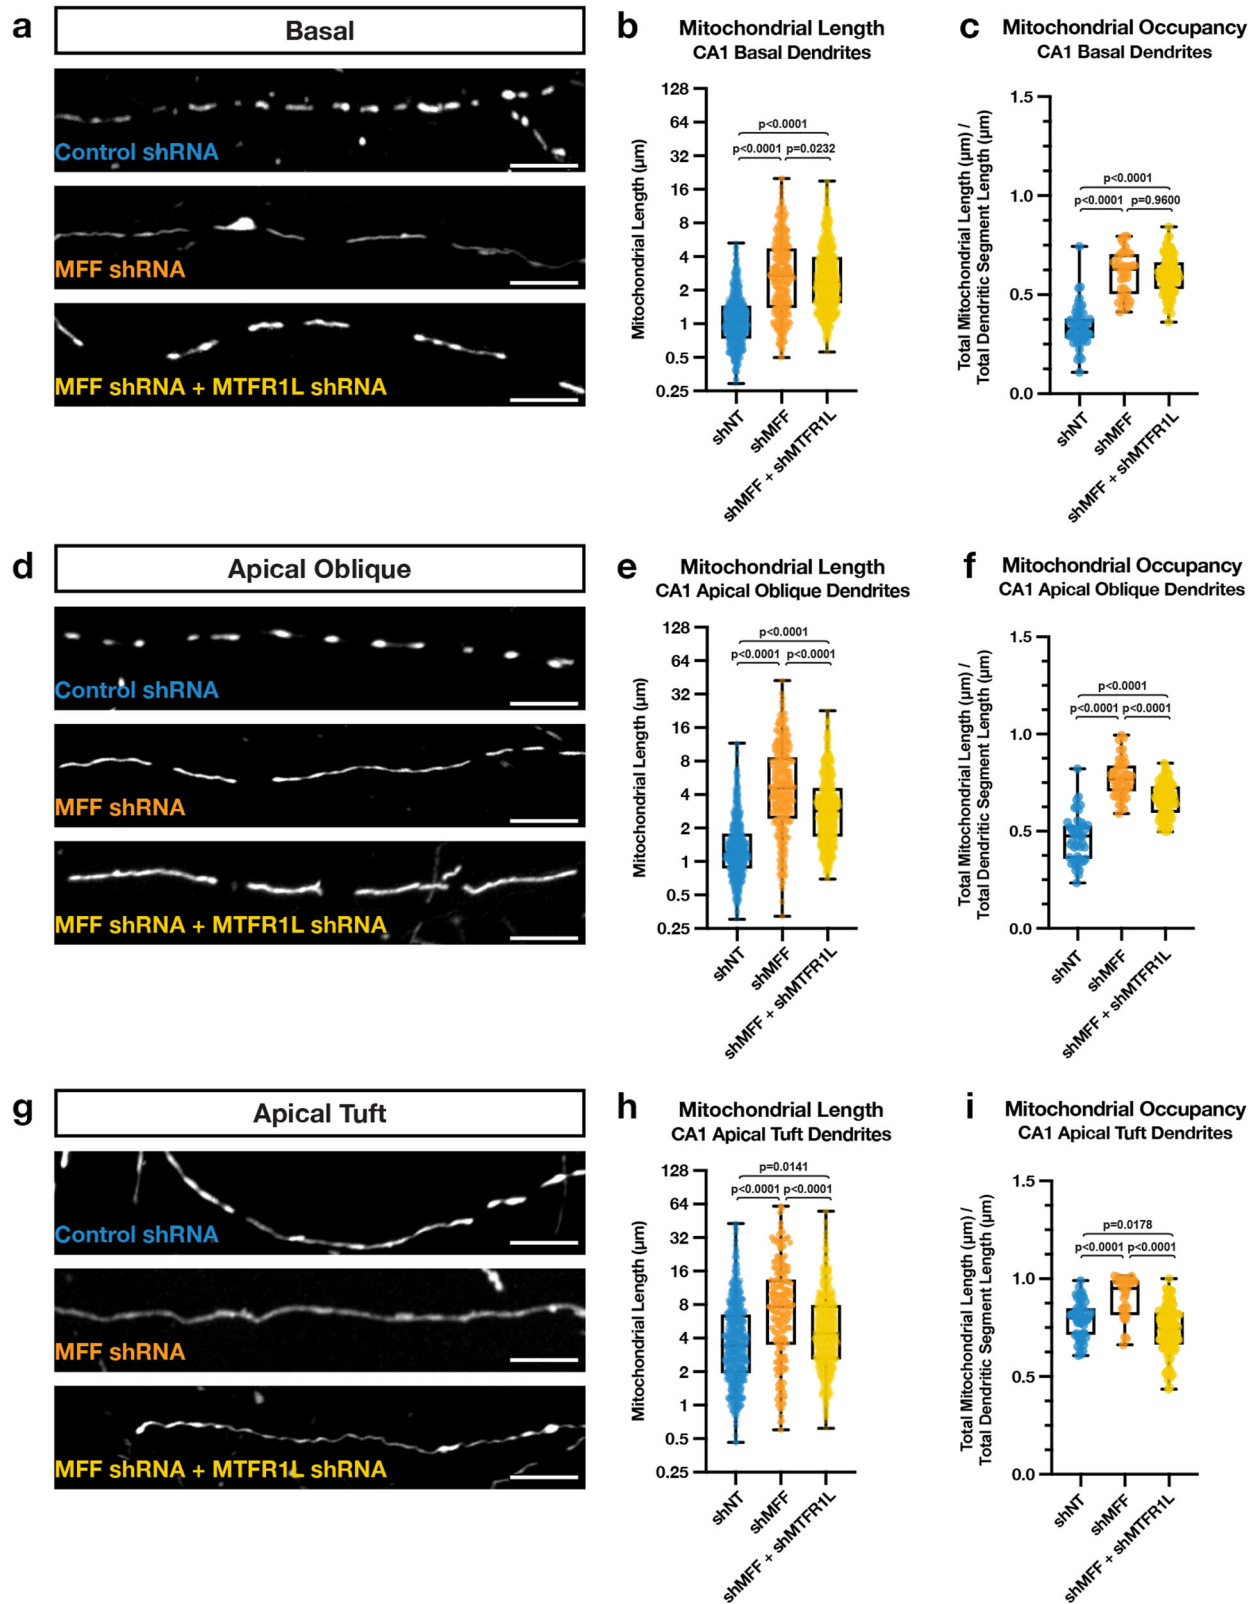 a
Basal
Control shRNA
MFF shRNA
MFF shRNA + MTFR1L shRNA
b
Mitochondrial Length
CA1 Basal Dendrites
Mitochondrial Length (µm)
128
64
32
16
8
4
2
1
0.5
0.25
p<0.0001
p<0.0001
p=0.0232
shNT
shMFF
shMFF + shMTFR1L
c
Mitochondrial Occupancy
CA1 Basal Dendrites
Total Mitochondrial Length (µm) /
Total Dendritic Segment Length (µm)
1.5
1.0
0.5
0.0
p<0.0001
p<0.0001
p=0.9600
shNT
shMFF
shMFF + shMTFR1L
d
Apical Oblique
Control shRNA
MFF shRNA
MFF shRNA + MTFR1L shRNA
e
Mitochondrial Length
CA1 Apical Oblique Dendrites
Mitochondrial Length (µm)
128
64
32
16
8
4
2
1
0.5
0.25
p<0.0001
p<0.0001
p<0.0001
shNT
shMFF
shMFF + shMTFR1L
f
Mitochondrial Occupancy
CA1 Apical Oblique Dendrites
Total Mitochondrial Length (µm) /
Total Dendritic Segment Length (µm)
1.5
1.0
0.5
0.0
p<0.0001
p<0.0001
p<0.0001
shNT
shMFF
shMFF + shMTFR1L
g
Apical Tuft
Control shRNA
MFF shRNA
MFF shRNA + MTFR1L shRNA
h
Mitochondrial Length
CA1 Apical Tuft Dendrites
Mitochondrial Length (µm)
128
64
32
16
8
4
2
1
0.5
0.25
p=0.0141
p<0.0001
p<0.0001
shNT
shMFF
shMFF + shMTFR1L
i
Mitochondrial Occupancy
CA1 Apical Tuft Dendrites
Total Mitochondrial Length (µm) /
Total Dendritic Segment Length (µm)
1.5
1.0
0.5
0.0
p=0.0178
p<0.0001
p<0.0001
shNT
shMFF
shMFF + shMTFR1L